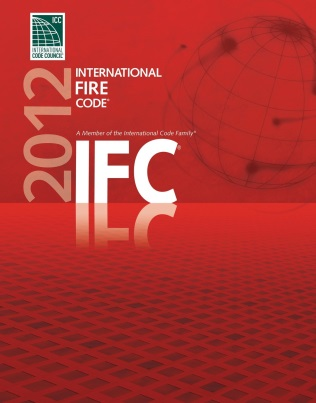 ICC
INTERNATIONAL
CODE COUNCIL®
2012
INTERNATIONAL
FIRE
CODE®
A Member of the International Code Family®
IFC®